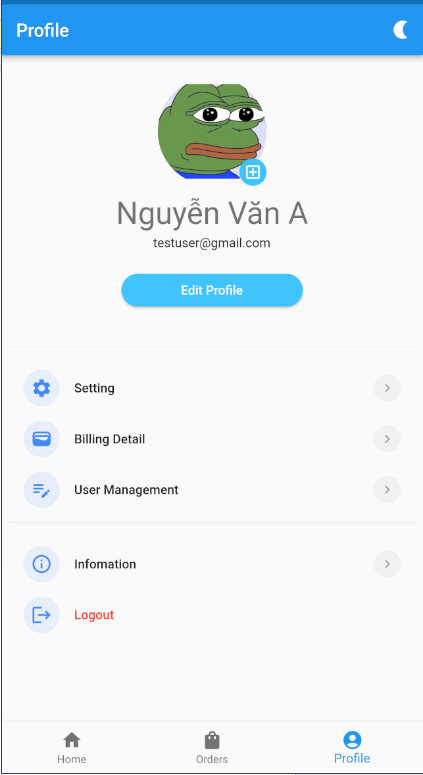 Profile
Nguyễn Văn A
testuser@gmail.com
Edit Profile
Setting
Billing Detail
User Management
Infomation
Logout
Home
Orders
Profile